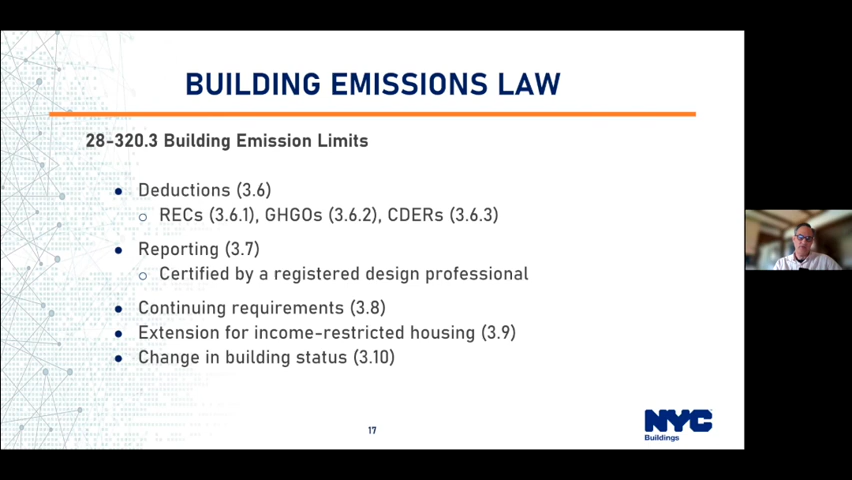 BUILDING EMISSIONS LAW
28-320.3 Building Emission Limits
● Deductions (3.6)
○ RECs (3.6.1), GHGOs (3.6.2), CDERs (3.6.3)
● Reporting (3.7)
○ Certified by a registered design professional
● Continuing requirements (3.8)
● Extension for income-restricted housing (3.9)
● Change in building status (3.10)
17
NYC
Buildings